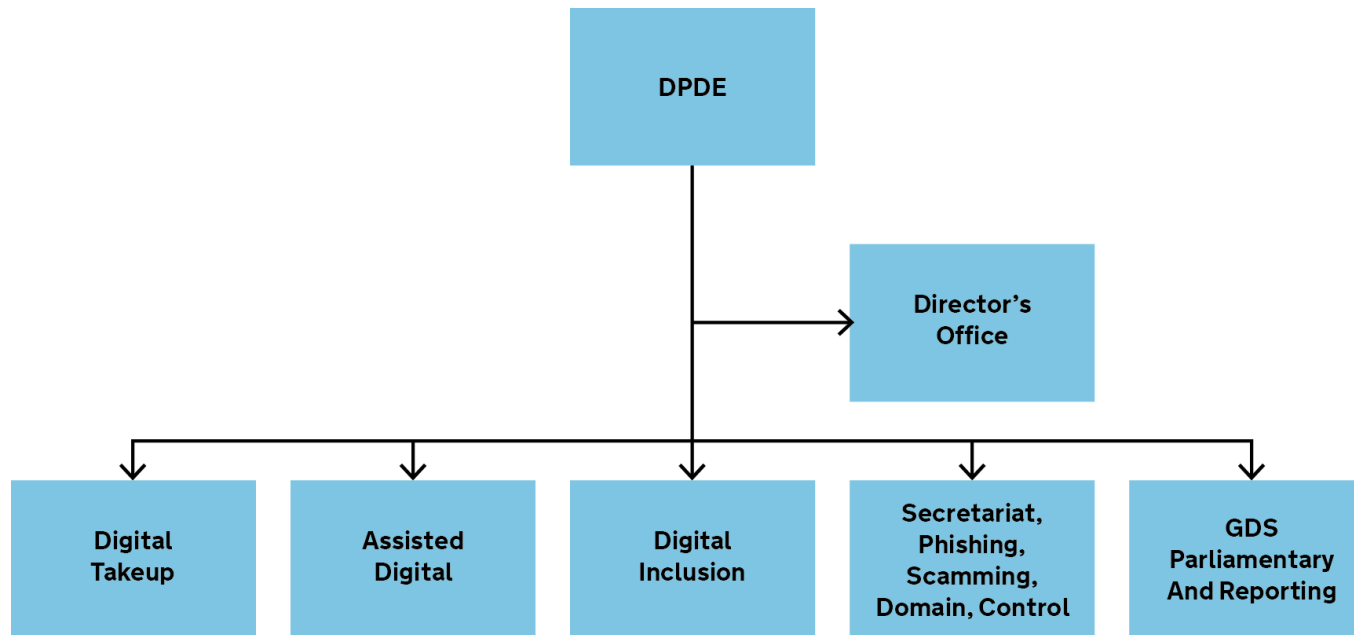 DPDE
Director’s
Office
Digital
Takeup
Assisted
Digital
Digital
Inclusion
Secretariat,
Phishing,
Scamming,
Domain, Control
GDS
Parliamentary
And Reporting